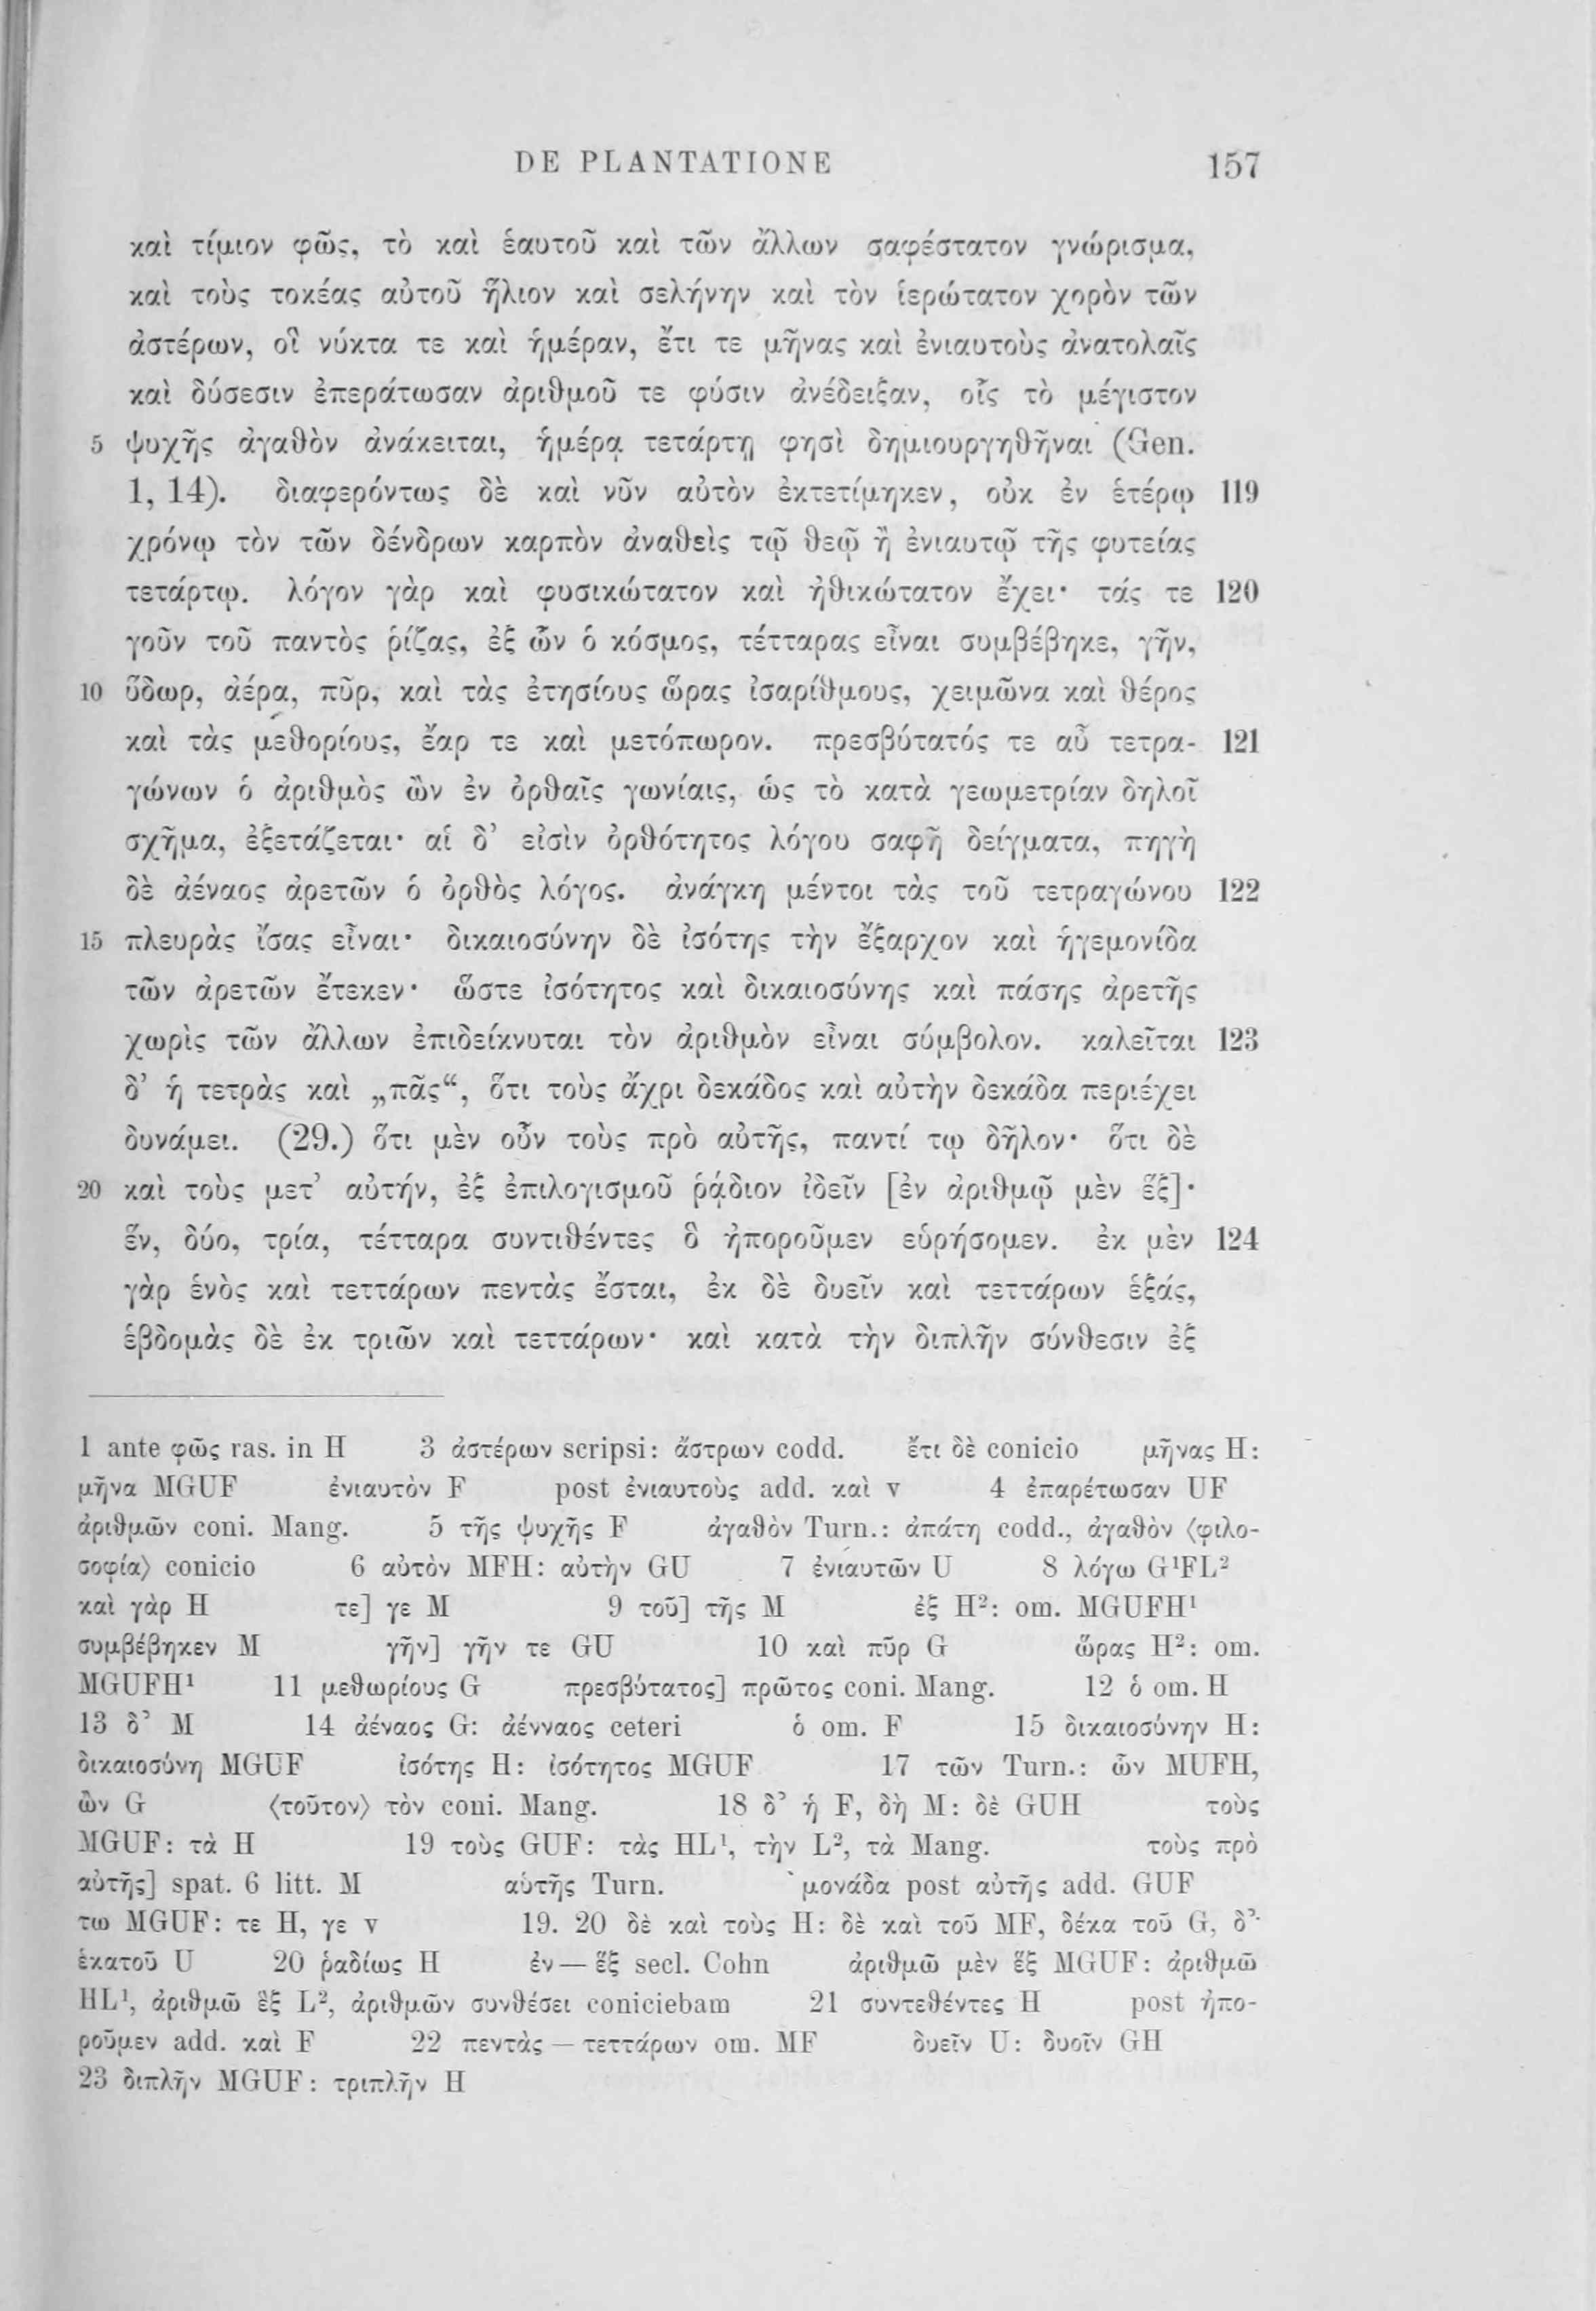 DE PLANTATIONE 157
καὶ τίμιον φῶς, τὸ καὶ ἑαυτοῦ καὶ τῶν ἄλλων σαφέστατον γνώρισμα,
καὶ τοὺς τοκέας αὐτοῦ ἥλιον καὶ σελήνην καὶ τὸν ἱερώτατον χορὸν τῶν
ἀστέρων, οἳ νύκτα τε καὶ ἡμέραν, ἔτι τε μῆνας καὶ ἐνιαυτοὺς ἀνατολαῖς
καὶ δύσεσιν ἐπεράτωσαν ἀριθμοῦ τε φύσιν ἀνέδειξαν, οἷς τὸ μέγιστον
5 ψυχῆς ἀγαθὸν ἀνάκειται, ἡμέρᾳ τετάρτῃ φησὶ δημιουργηθῆναι (Gen.
1, 14). διαφερόντως δὲ καὶ νῦν αὐτὸν ἐκτετίμηκεν, οὐκ ἐν ἑτέρῳ 119
χρόνῳ τὸν τῶν δένδρων καρπὸν ἀναθεὶς τῷ θεῷ ἢ ἐνιαυτῷ τῆς φυτείας
τετάρτῳ. λόγον γὰρ καὶ φυσικώτατον καὶ ἠθικώτατον ἔχει· τάς τε 120
γοῦν τοῦ παντὸς ῥίζας, ἐξ ὧν ὁ κόσμος, τέτταρας εἶναι συμβέβηκε, γῆν,
10 ὕδωρ, ἀέρα, πῦρ, καὶ τὰς ἐτησίους ὥρας ἰσαρίθμους, χειμῶνα καὶ θέρος
καὶ τὰς μεθορίους, ἔαρ τε καὶ μετόπωρον. πρεσβύτατός τε αὖ τετρα- 121
γώνων ὁ ἀριθμὸς ὢν ἐν ὀρθαῖς γωνίαις, ὡς τὸ κατὰ γεωμετρίαν δηλοῖ
σχῆμα, ἐξετάζεται· αἱ δ’ εἰσὶν ὀρθότητος λόγου σαφῆ δείγματα, πηγὴ
δὲ ἀέναος ἀρετῶν ὁ ὀρθὸς λόγος. ἀνάγκη μέντοι τὰς τοῦ τετραγώνου 122
15 πλευρὰς ἴσας εἶναι· δικαιοσύνην δὲ ἰσότης τὴν ἔξαρχον καὶ ἡγεμονίδα
τῶν ἀρετῶν ἔτεκεν· ὥστε ἰσότητος καὶ δικαιοσύνης καὶ πάσης ἀρετῆς
χωρὶς τῶν ἄλλων ἐπιδείκνυται τὸν ἀριθμὸν εἶναι σύμβολον. καλεῖται 123
δ’ ἡ τετρὰς καὶ „πᾶς“, ὅτι τοὺς ἄχρι δεκάδος καὶ αὐτὴν δεκάδα περιέχει
δυνάμει. (29.) ὅτι μὲν οὖν τοὺς πρὸ αὐτῆς, παντί τῳ δῆλον· ὅτι δὲ
20 καὶ τοὺς μετ’ αὐτήν, ἐξ ἐπιλογισμοῦ ῥᾴδιον ἰδεῖν [ἐν ἀριθμῷ μὲν ἕξ]·
ἕν, δύο, τρία, τέτταρα συντιθέντες ὃ ἠποροῦμεν εὑρήσομεν. ἐκ μὲν 124
γὰρ ἑνὸς καὶ τεττάρων πεντὰς ἔσται, ἐκ δὲ δυεῖν καὶ τεττάρων ἑξάς,
ἑβδομὰς δὲ ἐκ τριῶν καὶ τεττάρων· καὶ κατὰ τὴν διπλῆν σύνθεσιν ἐξ
1 ante φῶς ras. in H 3 ἀστέρων scripsi: ἄστρων codd. ἔτι δὲ conicio μῆνας H:
μῆνα MGUF ἐνιαυτὸν F post ἐνιαυτοὺς add. καὶ v 4 ἐπαρέτωσαν UF
ἀριθμῶν coni. Mang. 5 τῆς ψυχῆς F ἀγαθὸν Turn.: ἀπάτη codd., ἀγαθὸν ⟨φιλο-
σοφία⟩ conicio 6 αὐτὸν MFH: αὐτὴν GU 7 ἐνιαυτῶν U 8 λόγω G¹FL²
καὶ γὰρ H τε] γε M 9 τοῦ] τῆς M ἐξ H²: om. MGUFH¹
συμβέβηκεν M γῆν] γῆν τε GU 10 καὶ πῦρ G ὥρας H²: om.
MGUFH¹ 11 μεθωρίους G πρεσβύτατος] πρῶτος coni. Mang. 12 ὁ om. H
13 δ’ M 14 ἀέναος G: ἀένναος ceteri ὁ om. F 15 δικαιοσύνην H:
δικαιοσύνη MGUF ἰσότης H: ἰσότητος MGUF 17 τῶν Turn.: ὧν MUFH,
ὢν G ⟨τοῦτον⟩ τὸν coni. Mang. 18 δ’ ἡ F, δὴ M: δὲ GUH τοὺς
MGUF: τὰ H 19 τοὺς GUF: τὰς HL¹, τὴν L², τὰ Mang. τοὺς πρὸ
αὐτῆς] spat. 6 litt. M αὑτῆς Turn. μονάδα post αὐτῆς add. GUF
τω MGUF: τε H, γε v 19. 20 δὲ καὶ τοὺς H: δὲ καὶ τοῦ MF, δέκα τοῦ G, δ’
ἑκατοῦ U 20 ῥαδίως H ἐν — ἕξ secl. Cohn ἀριθμῶ μὲν ἕξ MGUF: ἀριθμῶ
HL¹, ἀριθμῶ ἓξ L², ἀριθμῶν συνθέσει coniciebam 21 συντεθέντες H post ἠπο-
ροῦμεν add. καὶ F 22 πεντὰς — τεττάρων om. MF δυεῖν U: δυοῖν GH
23 διπλῆν MGUF: τριπλῆν H